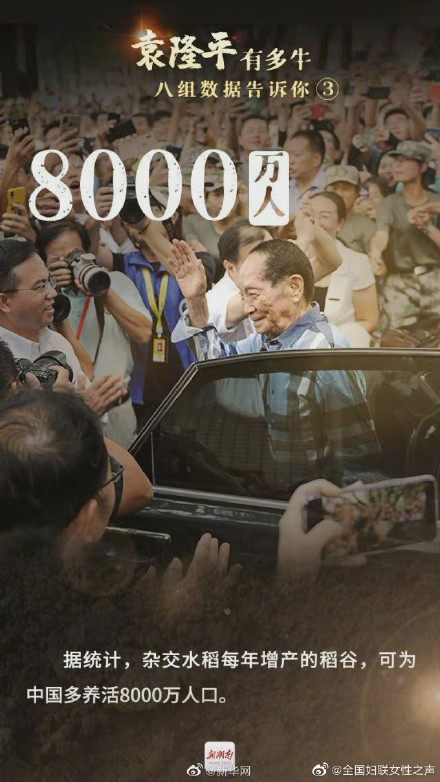 袁隆平有多牛
八组数据告诉你③
8000万人
据统计，杂交水稻每年增产的稻谷，可为
中国多养活8000万人口。
新湖南
@新华网
@全国妇联女性之声